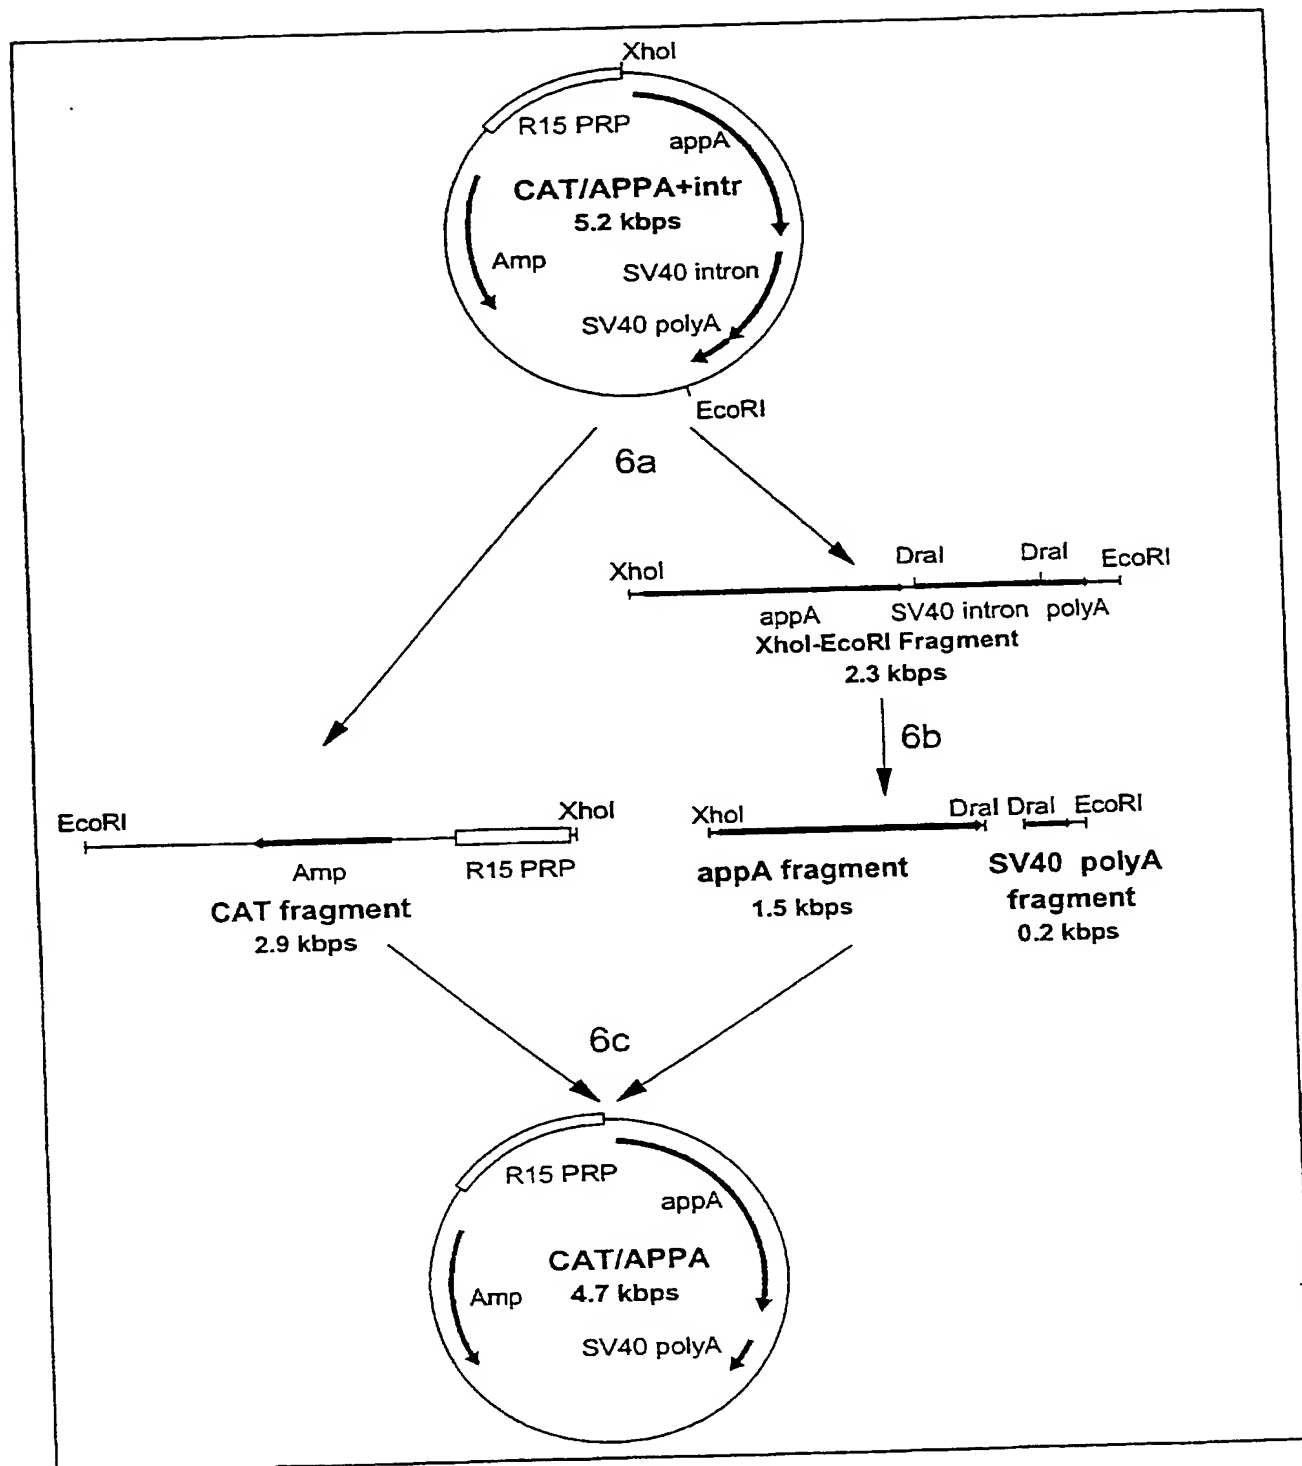 XhoI
R15 PRP
appA
CAT/APPA+intr
5.2 kbps
Amp
SV40 intron
SV40 polyA
EcoRI
6a
XhoI
DraI
DraI
EcoRI
appA
SV40 intron polyA
XhoI-EcoRI Fragment
2.3 kbps
6b
EcoRI
XhoI
Amp
R15 PRP
CAT fragment
2.9 kbps
XhoI
DraI DraI EcoRI
appA fragment
1.5 kbps
SV40 polyA
fragment
0.2 kbps
6c
R15 PRP
appA
CAT/APPA
4.7 kbps
Amp
SV40 polyA